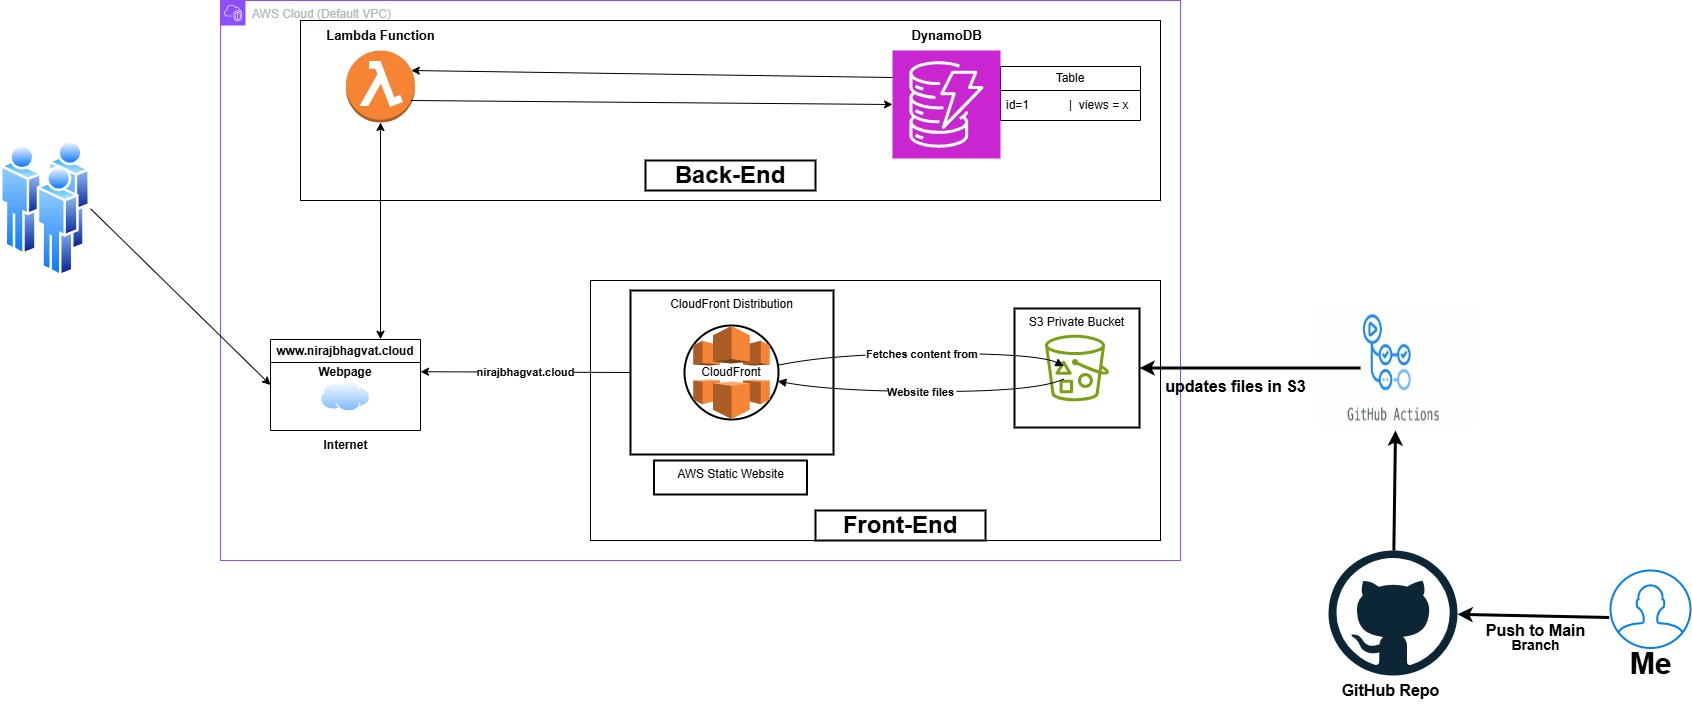 AWS Cloud (Default VPC)
Lambda Function
DynamoDB
Table
id=1 | views = x
Back-End
www.nirajbhagvat.cloud
Webpage
Internet
nirajbhagvat.cloud
CloudFront Distribution
CloudFront
AWS Static Website
Fetches content from
Website files
S3 Private Bucket
Front-End
updates files in S3
GitHub Actions
GitHub Repo
Push to Main
Branch
Me